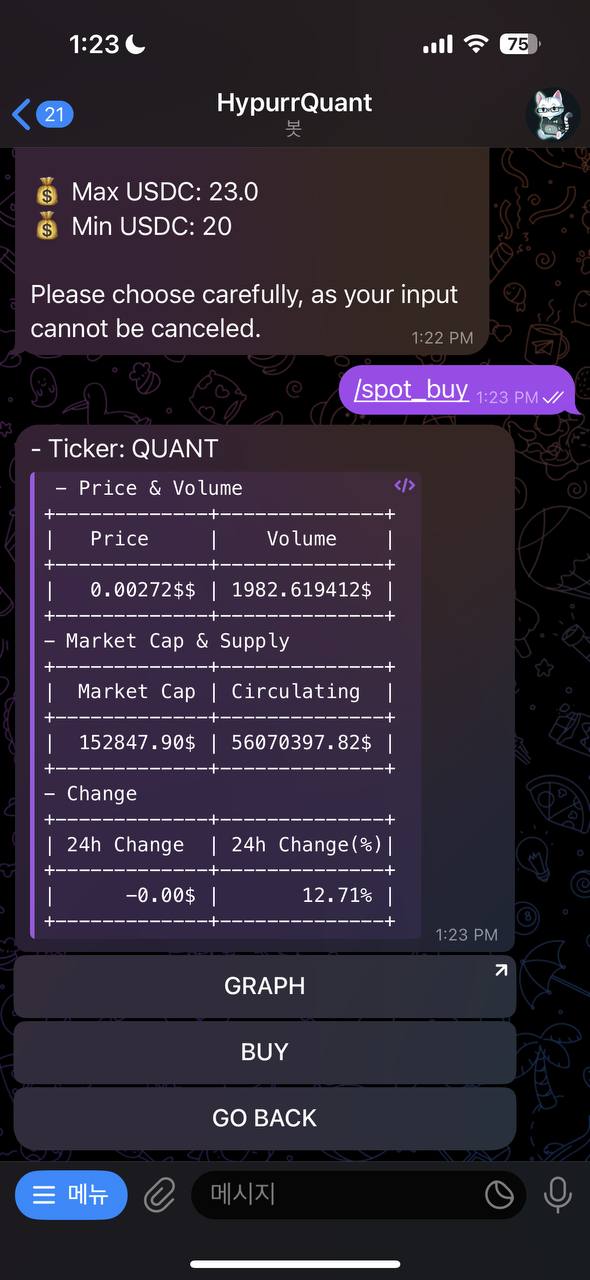 1:23
75
21
HypurrQuant
봇
💰 Max USDC: 23.0
💰 Min USDC: 20
Please choose carefully, as your input
cannot be canceled.
1:22 PM
/spot_buy 1:23 PM
- Ticker: QUANT
</>
– Price & Volume
+-------------+--------------+
|   Price     |    Volume    |
+-------------+--------------+
|   0.00272$$ | 1982.619412$ |
+-------------+--------------+
– Market Cap & Supply
+-------------+--------------+
|  Market Cap | Circulating  |
+-------------+--------------+
|  152847.90$ | 56070397.82$ |
+-------------+--------------+
– Change
+-------------+--------------+
| 24h Change  | 24h Change(%)|
+-------------+--------------+
|      −0.00$ |       12.71% |
+-------------+--------------+
1:23 PM
GRAPH
BUY
GO BACK
메뉴
메시지